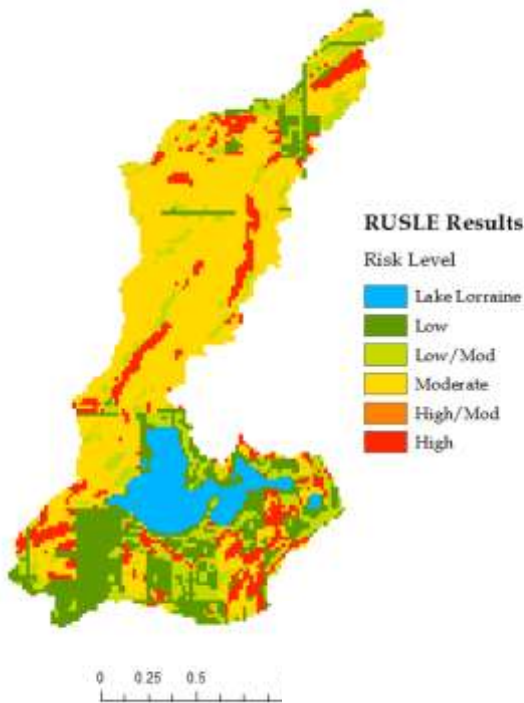 RUSLE Results
Risk Level
Lake Lorraine
Low
Low/Mod
Moderate
High/Mod
High
0 0.25 0.5